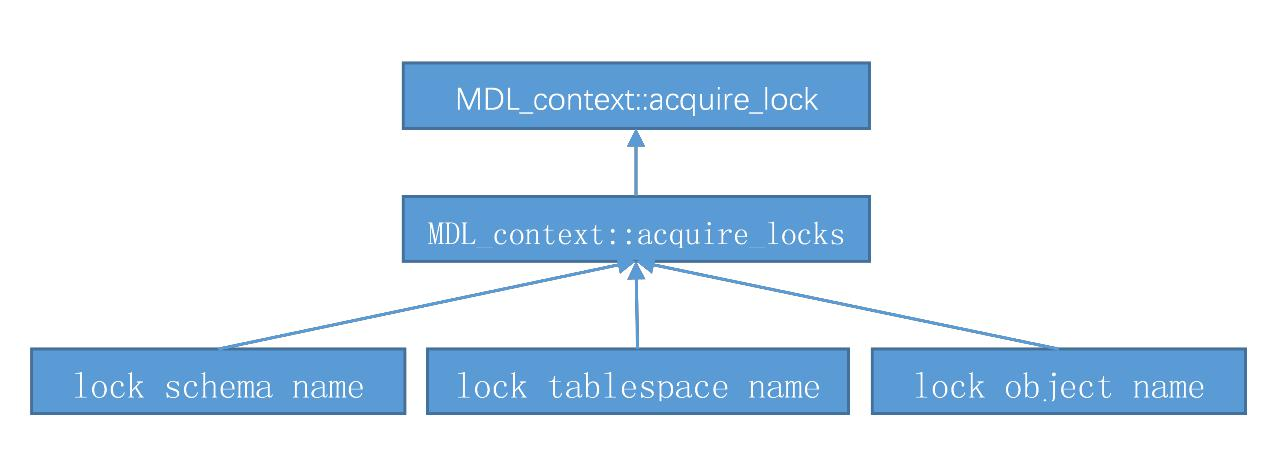 MDL_context::acquire_lock
MDL_context::acquire_locks
lock schema name
lock tablespace name
lock object name